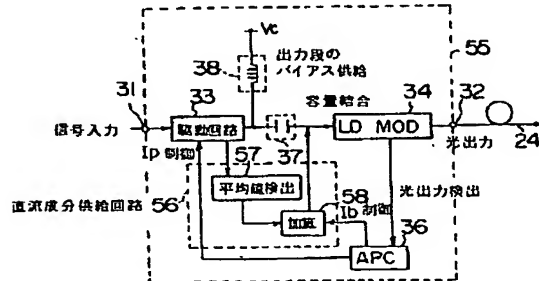 Vc
55
38
出力段の
バイアス供給
31
33
容量結合
34
32
信号入力
駆動回路
LD MOD
光出力
24
37
Ip 制御
57
平均値検出
56
直流成分供給回路
58
加算
Ib 制御
光出力検出
36
APC